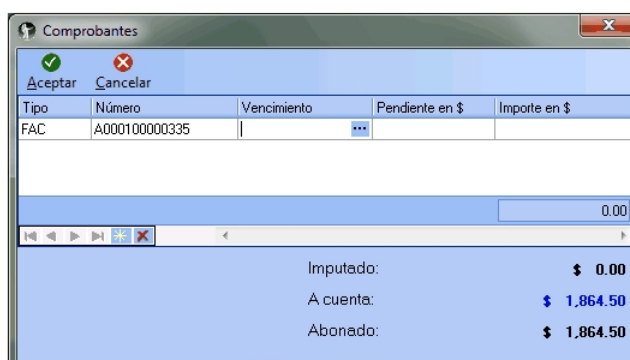 Comprobantes
Aceptar Cancelar
Tipo Número Vencimiento Pendiente en $ Importe en $
FAC A000100000335
0.00
Imputado: $ 0.00
A cuenta: $ 1,864.50
Abonado: $ 1,864.50